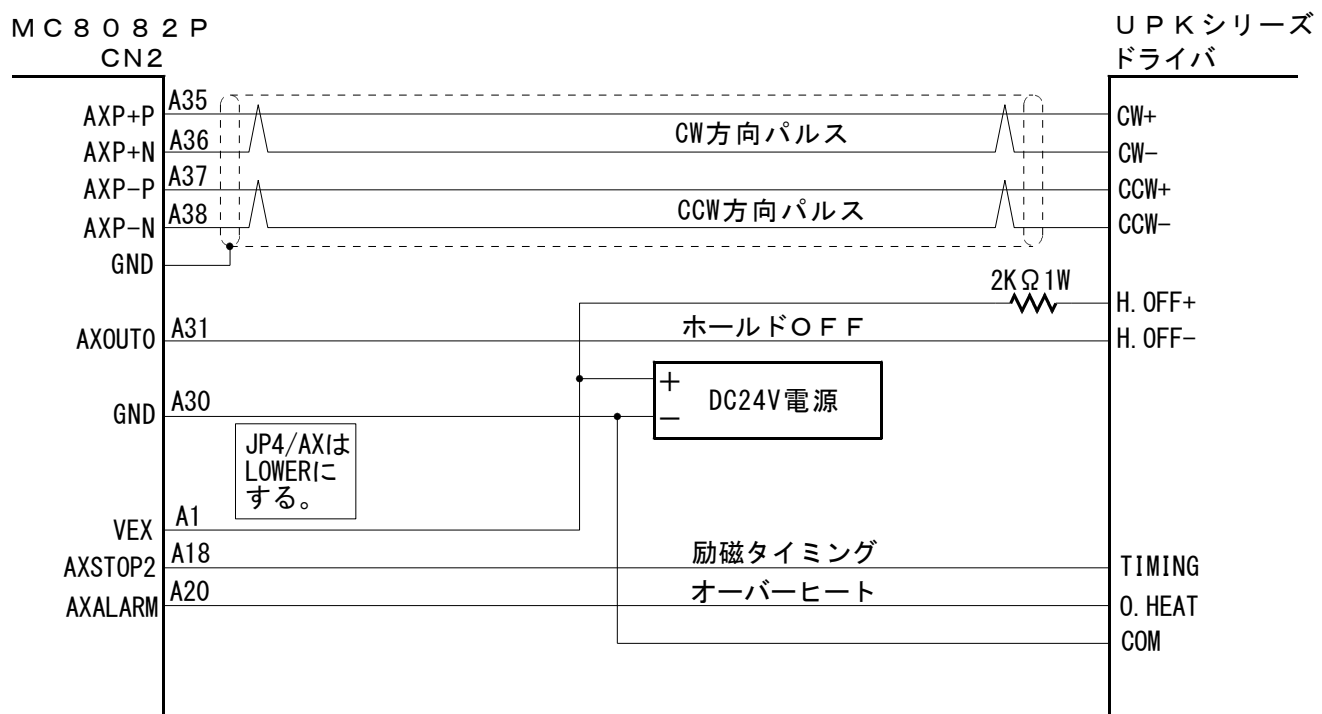 ＭＣ８０８２Ｐ
CN2
ＵＰＫシリーズ
ドライバ
AXP+P A35 CW+
CW方向パルス
AXP+N A36 CW-
AXP-P A37 CCW+
CCW方向パルス
AXP-N A38 CCW-
GND
2KΩ1W
H.OFF+
AXOUT0 A31 ホールドＯＦＦ H.OFF-
+
GND A30 DC24V電源
-
JP4/AXは
LOWERに
する。
VEX A1
AXSTOP2 A18 励磁タイミング TIMING
AXALARM A20 オーバーヒート O.HEAT
COM